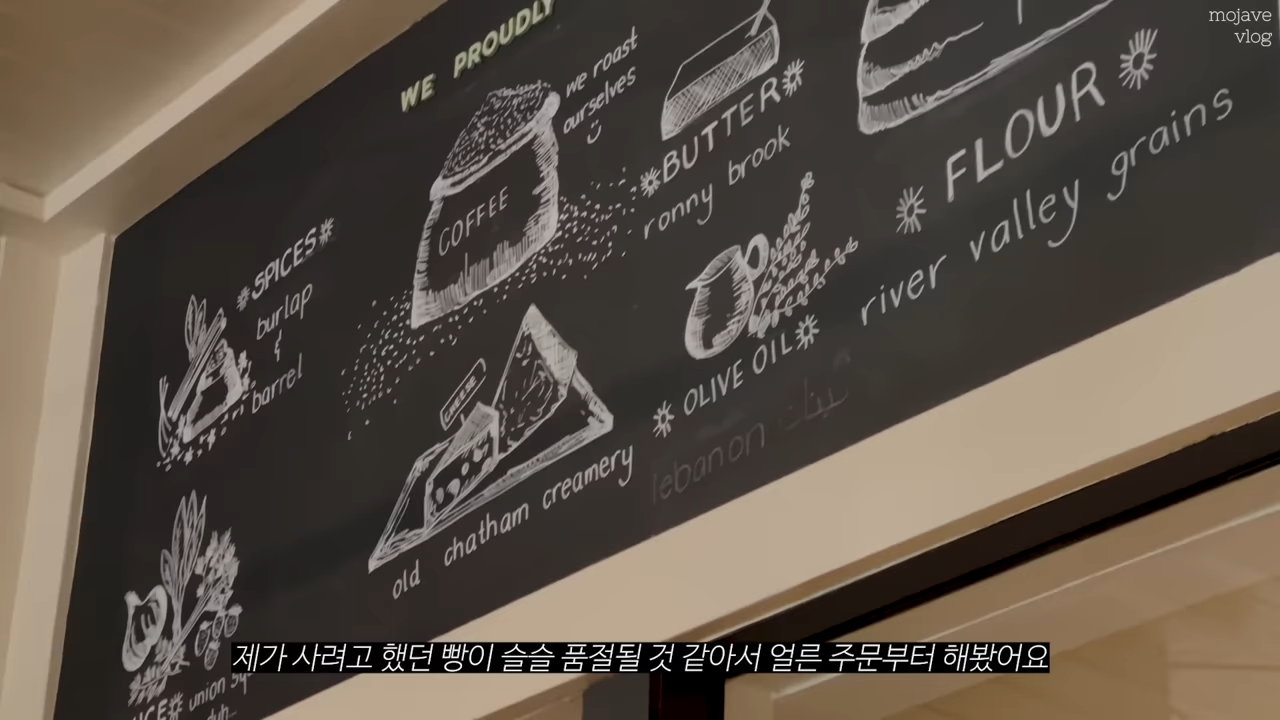 mojave
vlog
WE PROUDLY
we roast
ourselves
COFFEE
*BUTTER*
ronny brook
* FLOUR *
river valley grains
*SPICES*
burlap
&
barrel
* OLIVE OIL*
lebanon
CHEESE
old chatham creamery
union sq
제가 사려고 했던 빵이 슬슬 품절될 것 같아서 얼른 주문부터 해봤어요